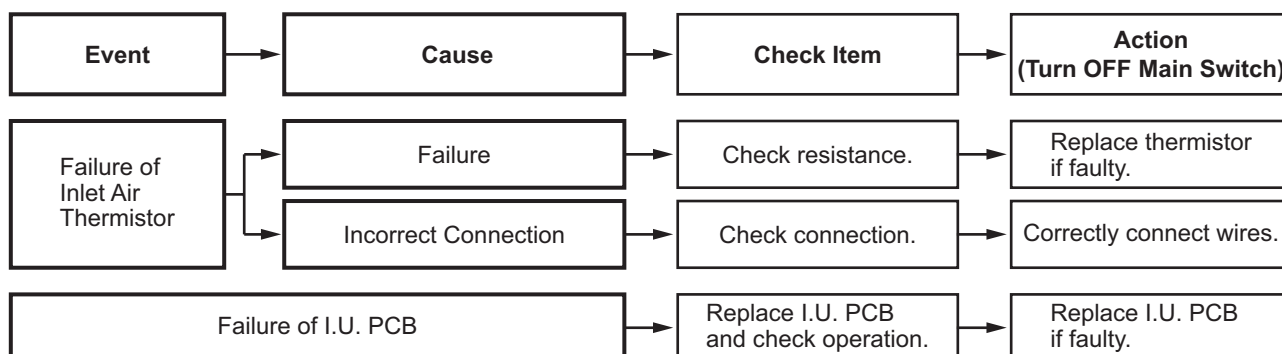 Event
Cause
Check Item
Action
(Turn OFF Main Switch)
Failure of
Inlet Air
Thermistor
Failure
Check resistance.
Replace thermistor
if faulty.
Incorrect Connection
Check connection.
Correctly connect wires.
Failure of I.U. PCB
Replace I.U. PCB
and check operation.
Replace I.U. PCB
if faulty.